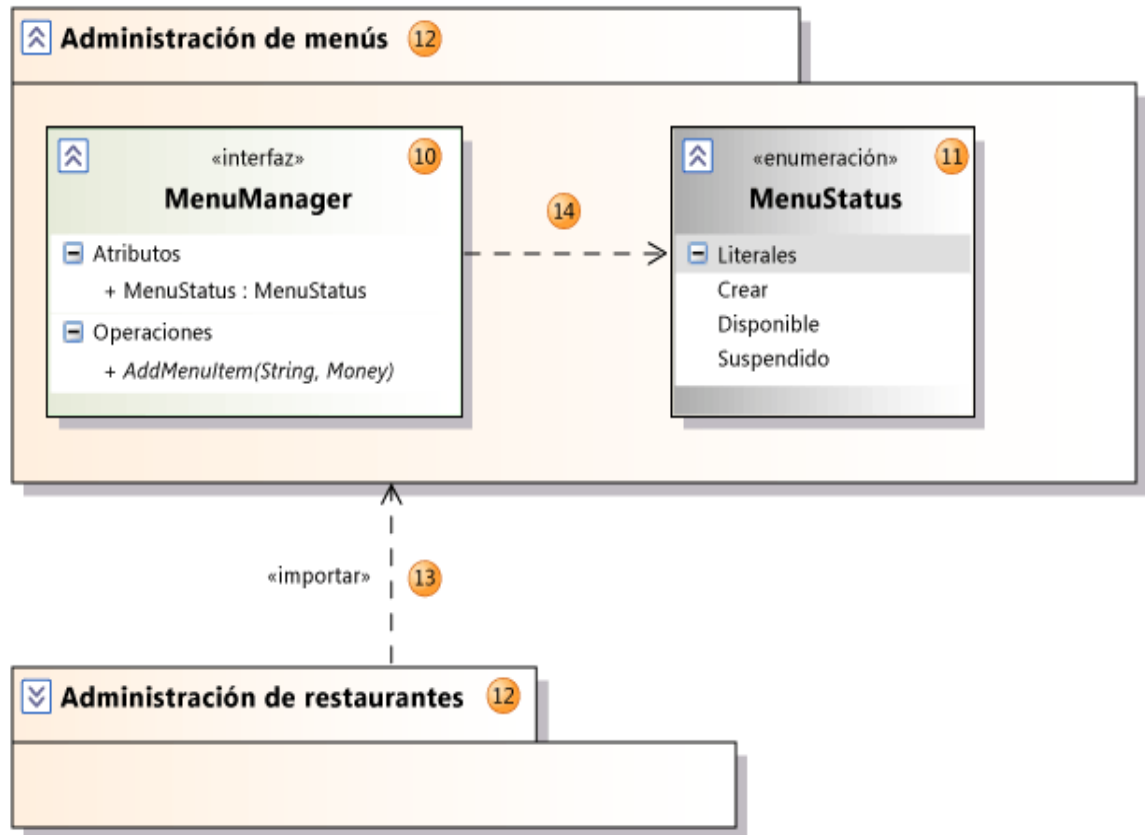 Administración de menús 12
«interfaz» 10
MenuManager
Atributos
+ MenuStatus : MenuStatus
Operaciones
+ AddMenuItem(String, Money)
14
«enumeración» 11
MenuStatus
Literales
Crear
Disponible
Suspendido
«importar» 13
Administración de restaurantes 12